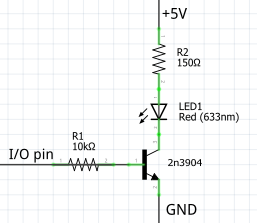 +5V
R2
150Ω
LED1
Red (633nm)
R1
10kΩ
I/O pin
2n3904
GND